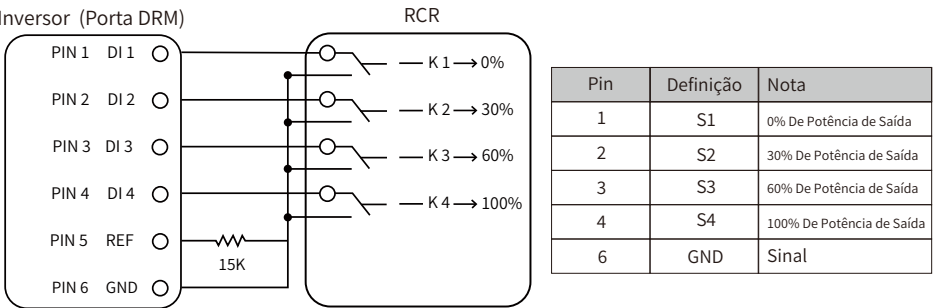 Inversor (Porta DRM)
RCR
PIN 1 DI 1
K 1 → 0%
PIN 2 DI 2
K 2 → 30%
PIN 3 DI 3
K 3 → 60%
PIN 4 DI 4
K 4 → 100%
PIN 5 REF
15K
PIN 6 GND
Pin Definição Nota
1 S1 0% De Potência de Saída
2 S2 30% De Potência de Saída
3 S3 60% De Potência de Saída
4 S4 100% De Potência de Saída
6 GND Sinal